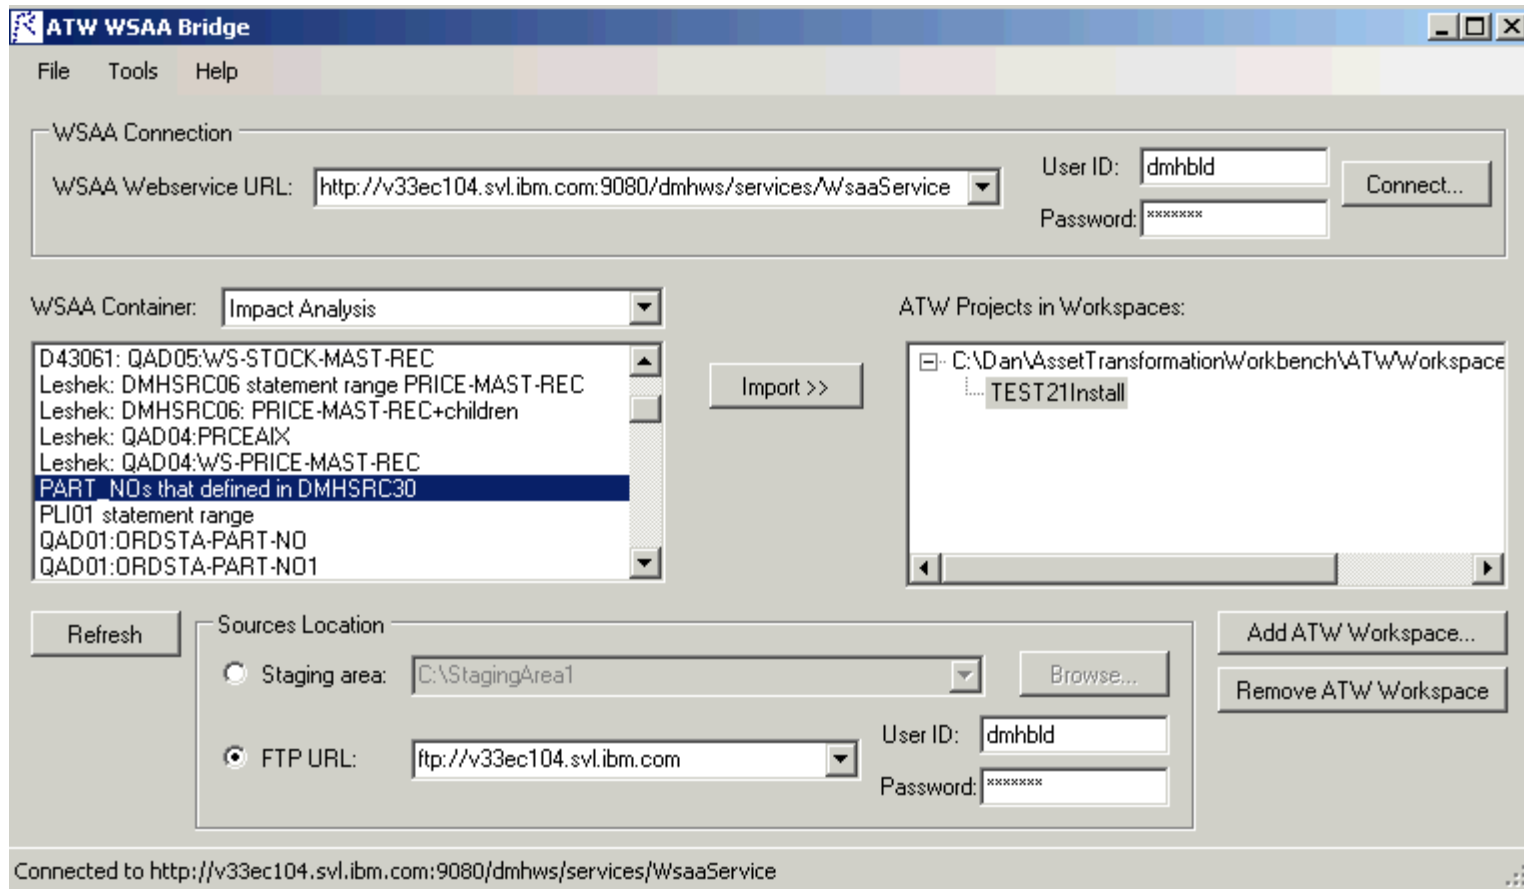 ATW WSAA Bridge
File Tools Help
WSAA Connection
WSAA Webservice URL: http://v33ec104.svl.ibm.com:9080/dmhws/services/WsaaService
User ID: dmhbld
Connect...
Password: *******
WSAA Container: Impact Analysis
ATW Projects in Workspaces:
D43061: QAD05:WS-STOCK-MAST-REC
Leshek: DMHSRC06 statement range PRICE-MAST-REC
Leshek: DMHSRC06: PRICE-MAST-REC+children
Leshek: QAD04:PRCEAIX
Leshek: QAD04:WS-PRICE-MAST-REC
PART_NOs that defined in DMHSRC30
PLI01 statement range
QAD01:ORDSTA-PART-NO
QAD01:ORDSTA-PART-NO1
Import >>
C:\Dan\AssetTransformationWorkbench\ATWWorkspace
TEST21Install
Refresh
Sources Location
Staging area: C:\StagingArea1 Browse...
FTP URL: ftp://v33ec104.svl.ibm.com
User ID: dmhbld
Password: *******
Add ATW Workspace...
Remove ATW Workspace
Connected to http://v33ec104.svl.ibm.com:9080/dmhws/services/WsaaService